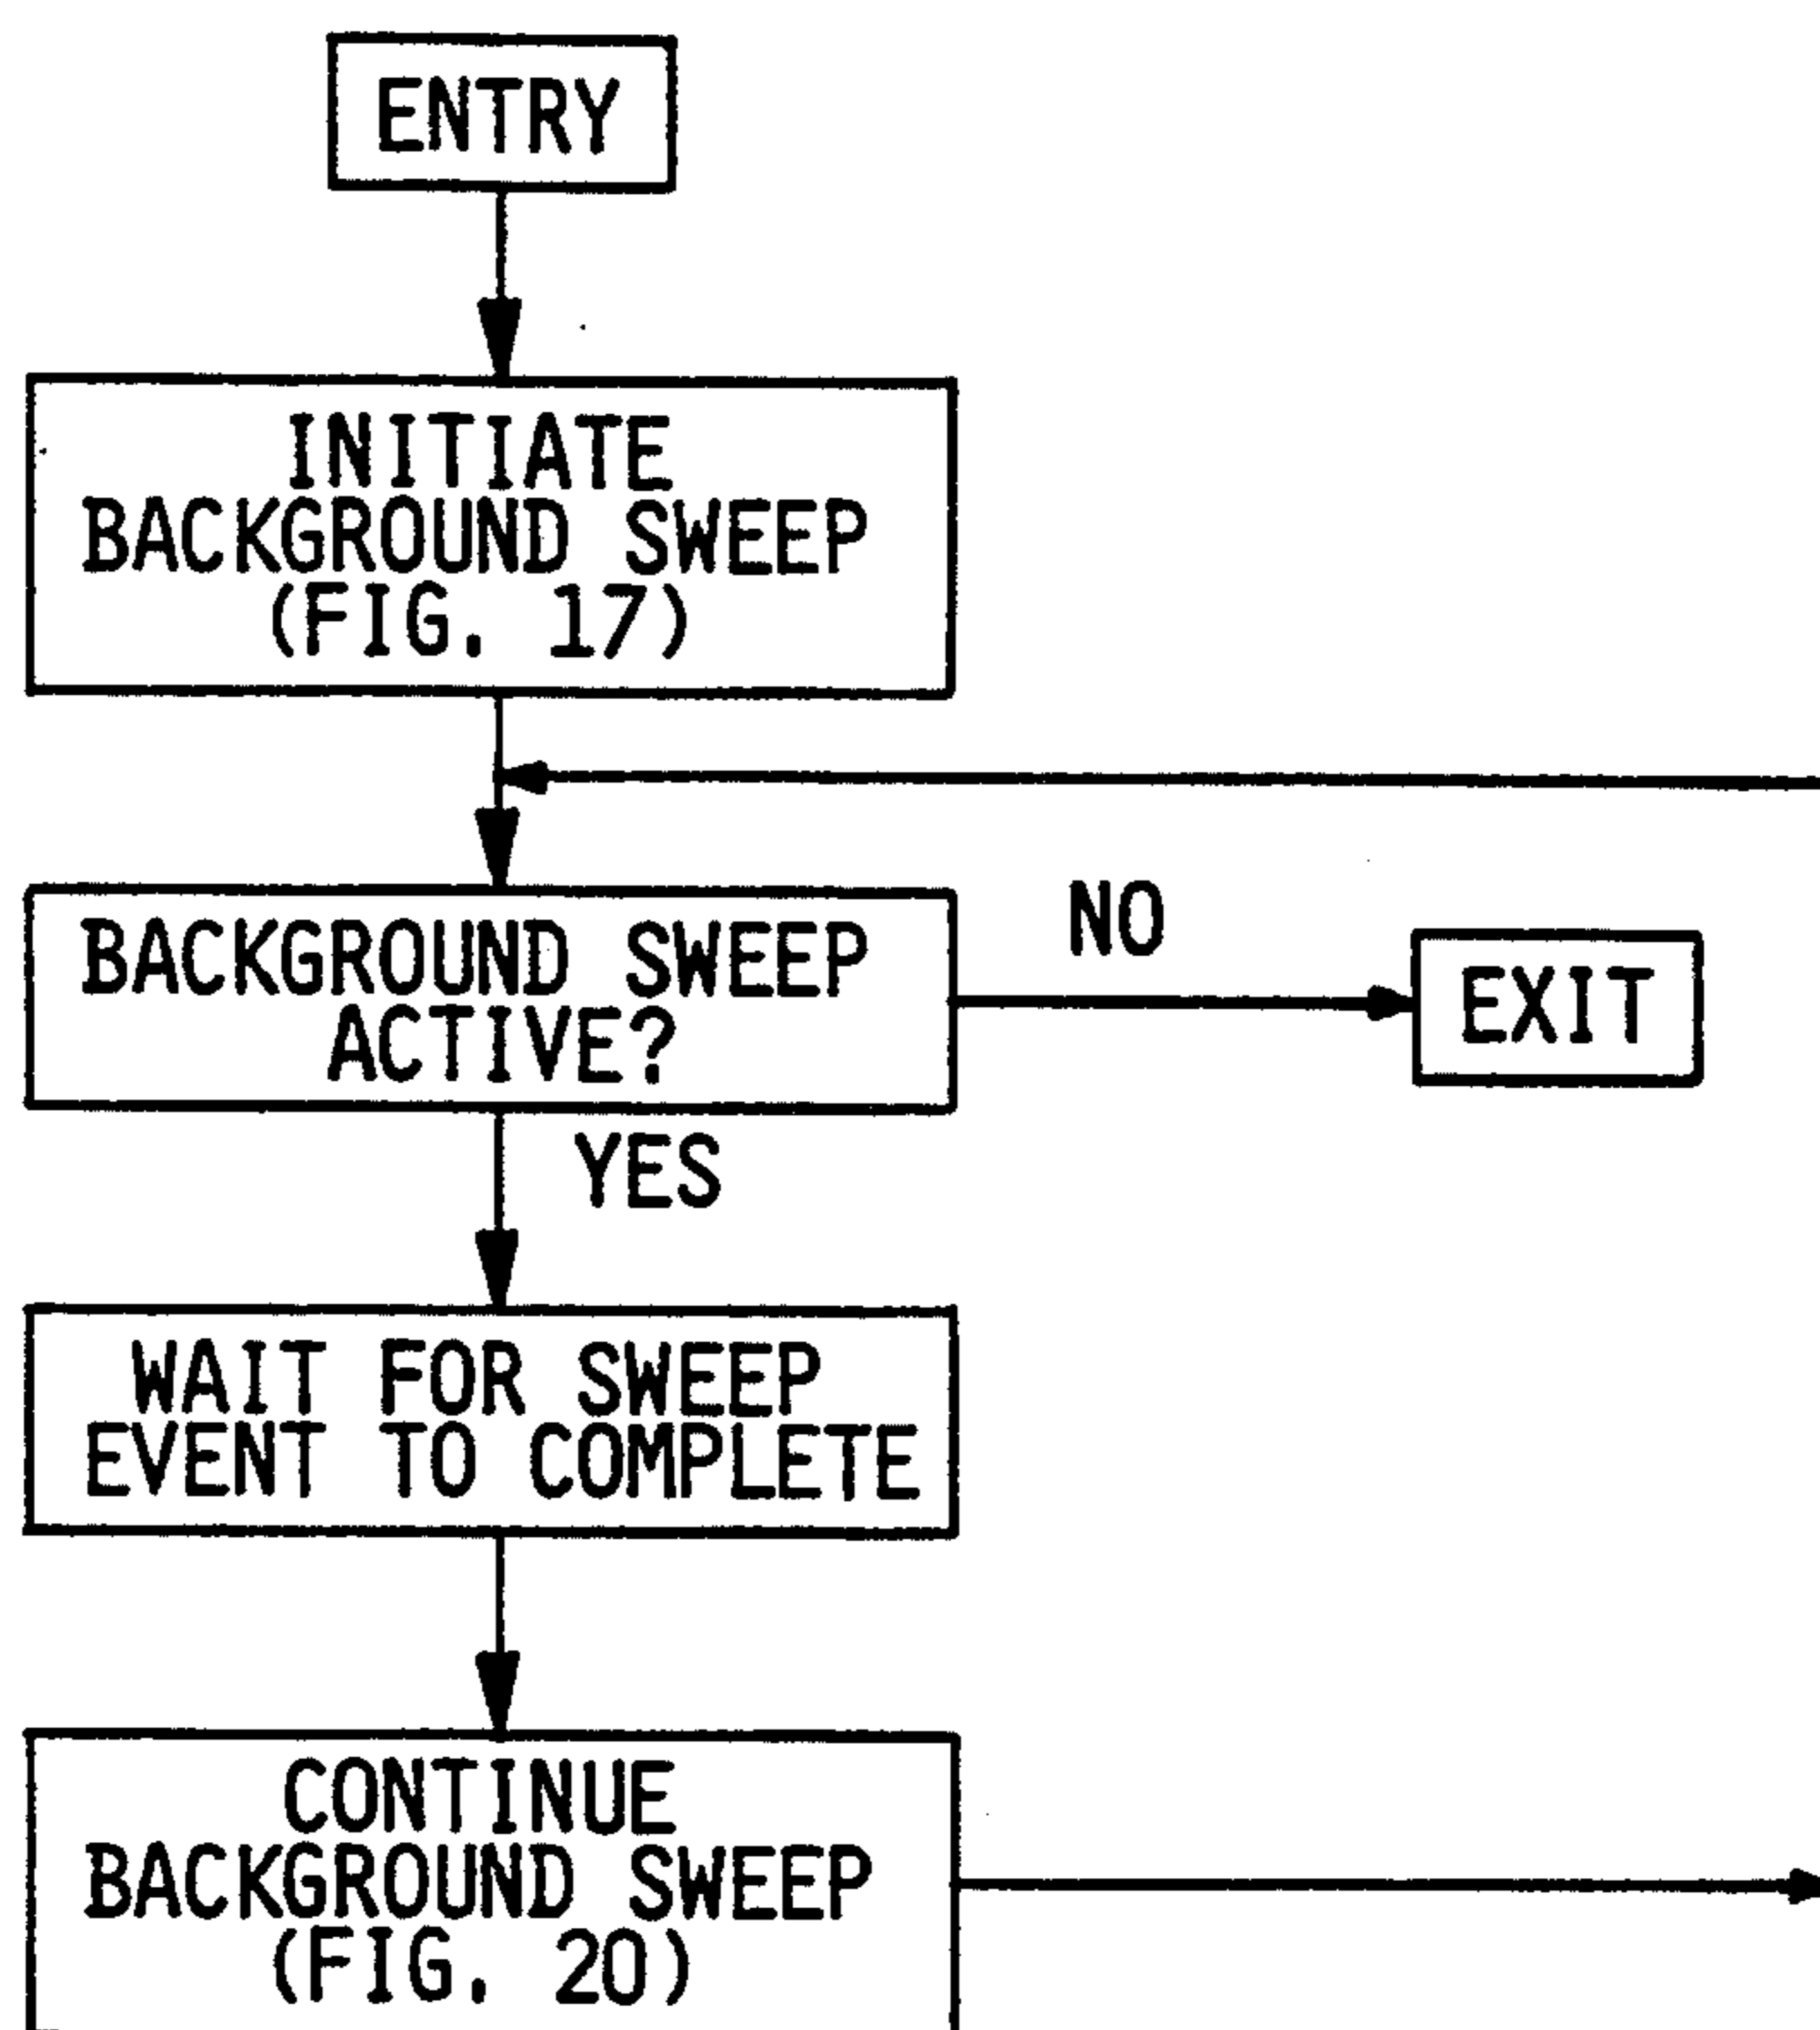 ENTRY
INITIATE
BACKGROUND SWEEP
(FIG. 17)
BACKGROUND SWEEP
ACTIVE?
NO
EXIT
YES
WAIT FOR SWEEP
EVENT TO COMPLETE
CONTINUE
BACKGROUND SWEEP
(FIG. 20)